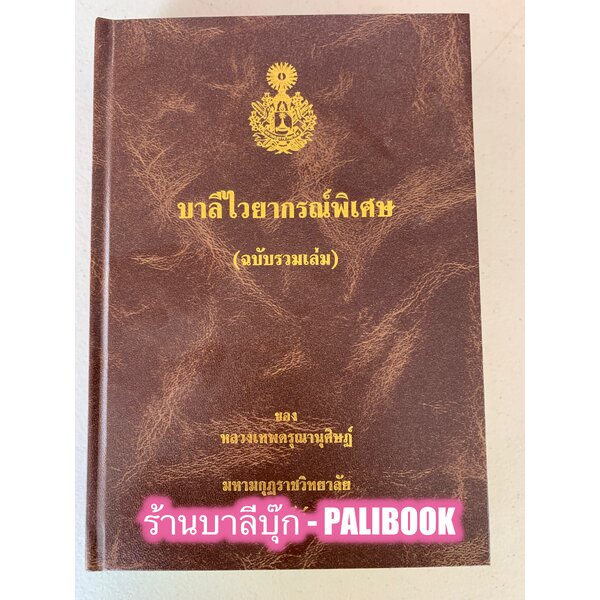 บาลีไวยากรณ์พิเศษ
(ฉบับรวมเล่ม)
ของ
หลวงเทพดรุณานุศิษฏ์
มหามกุฏราชวิทยาลัย
ร้านบาลีบุ๊ก - PALIBOOK